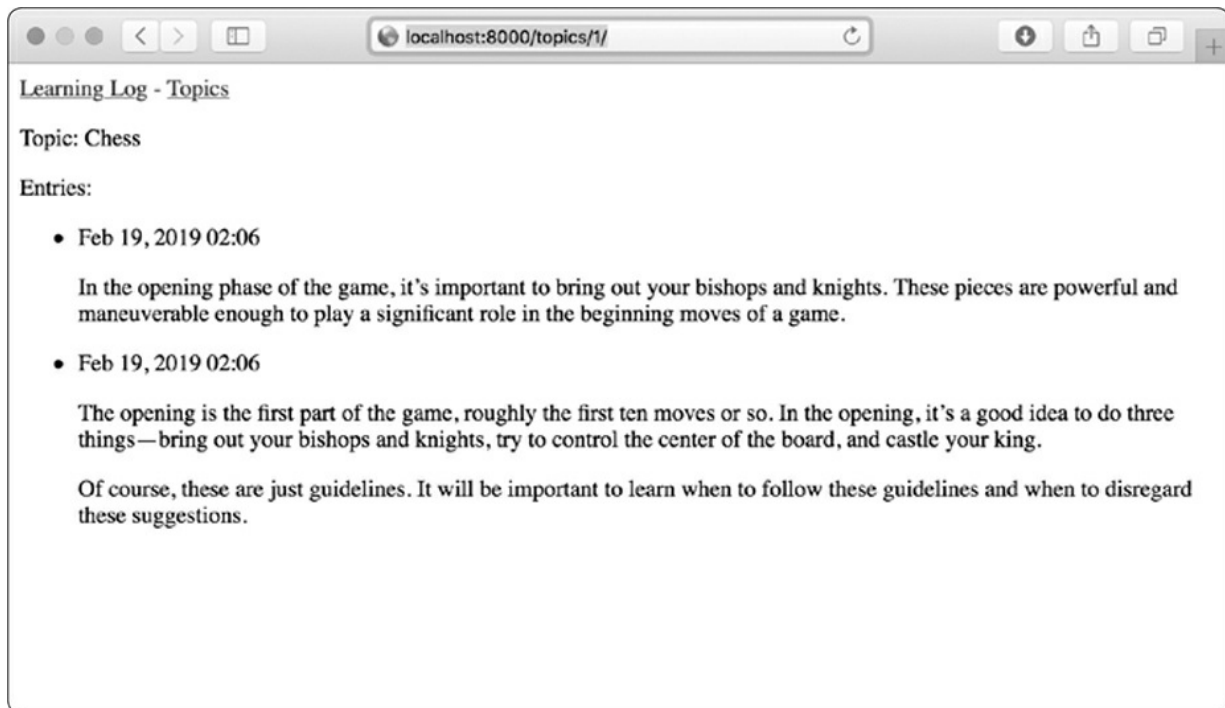 localhost:8000/topics/1/
Learning Log - Topics
Topic: Chess
Entries:
• Feb 19, 2019 02:06
In the opening phase of the game, it’s important to bring out your bishops and knights. These pieces are powerful and
maneuverable enough to play a significant role in the beginning moves of a game.
• Feb 19, 2019 02:06
The opening is the first part of the game, roughly the first ten moves or so. In the opening, it’s a good idea to do three
things—bring out your bishops and knights, try to control the center of the board, and castle your king.
Of course, these are just guidelines. It will be important to learn when to follow these guidelines and when to disregard
these suggestions.